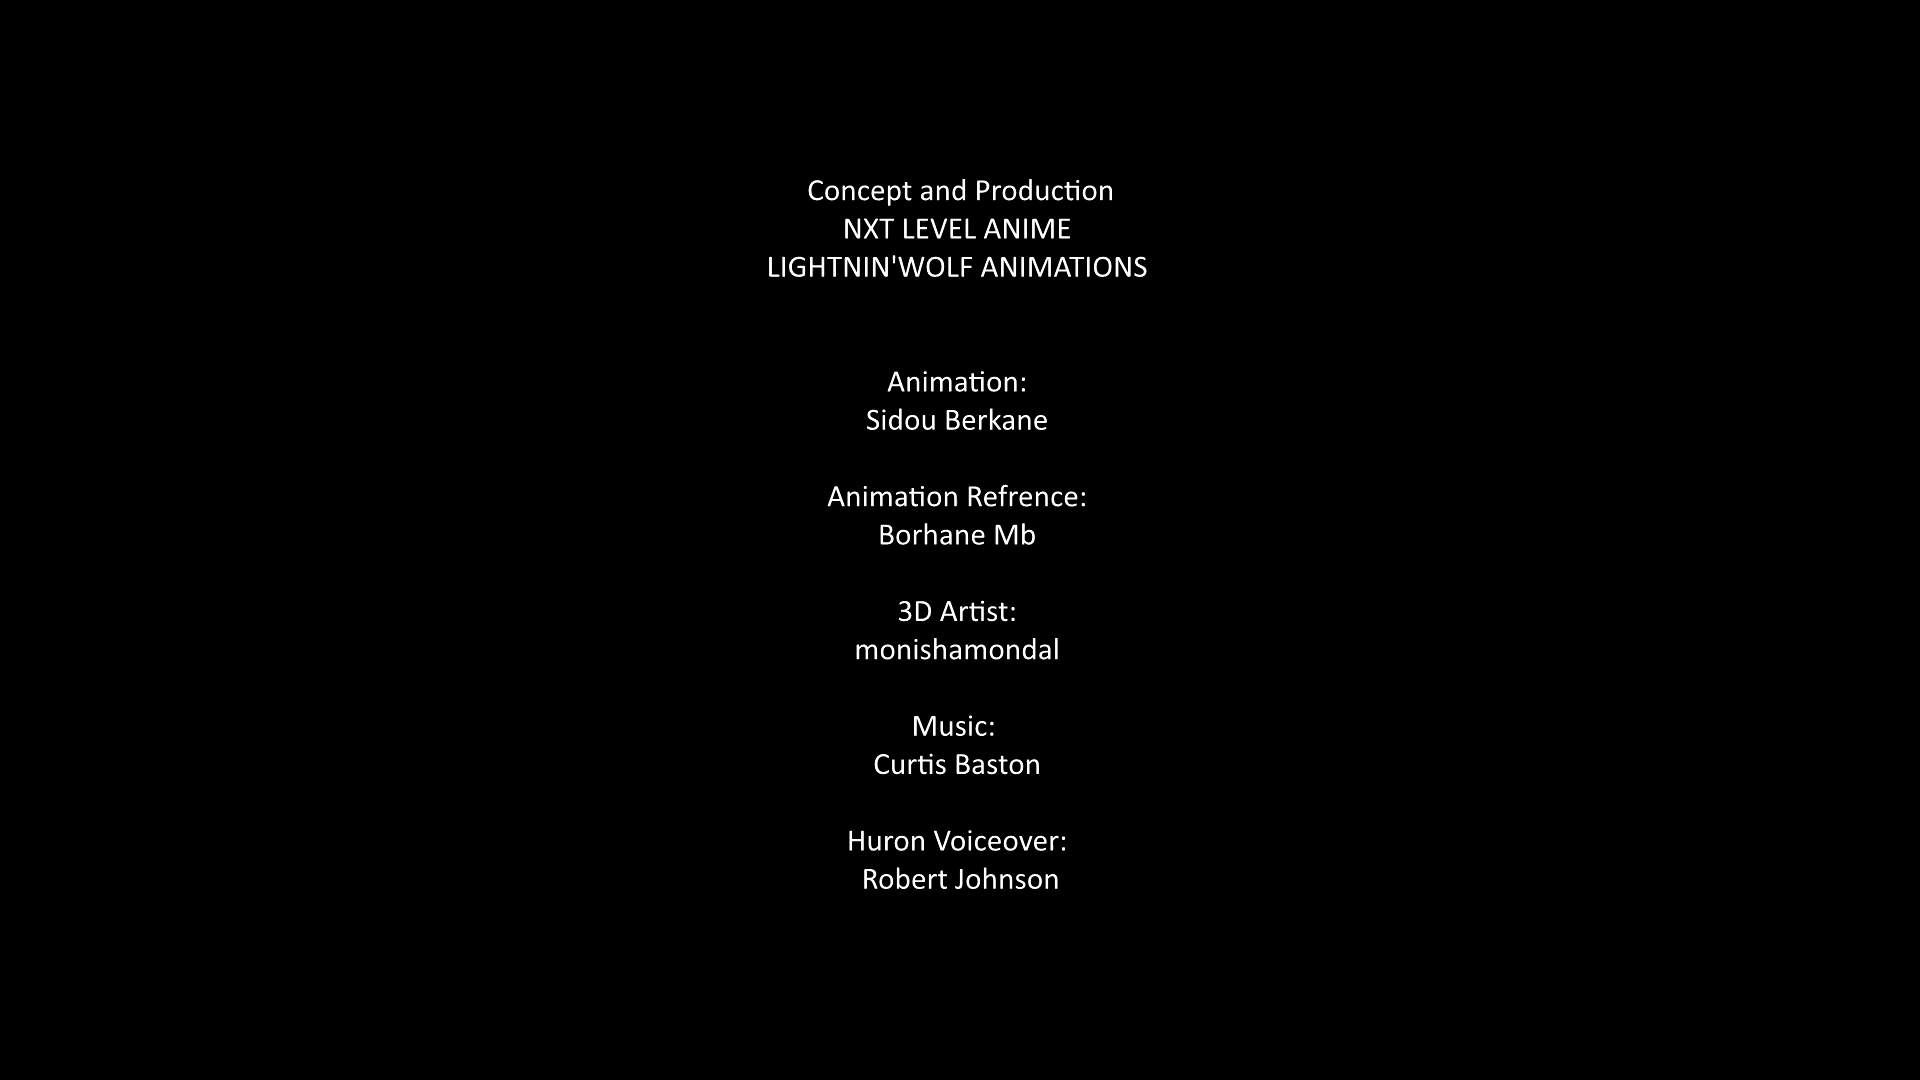 Concept and Production
NXT LEVEL ANIME
LIGHTNIN'WOLF ANIMATIONS
Animation:
Sidou Berkane
Animation Refrence:
Borhane Mb
3D Artist:
monishamondal
Music:
Curtis Baston
Huron Voiceover:
Robert Johnson